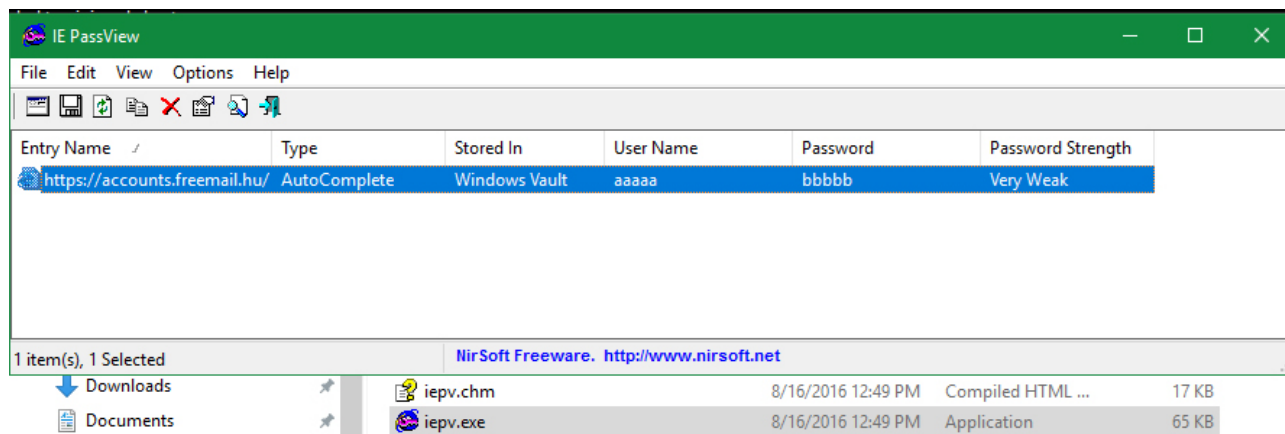 IE PassView
File Edit View Options Help
Entry Name Type Stored In User Name Password Password Strength
https://accounts.freemail.hu/ AutoComplete Windows Vault aaaaa bbbbb Very Weak
1 item(s), 1 Selected NirSoft Freeware. http://www.nirsoft.net
Downloads iepv.chm 8/16/2016 12:49 PM Compiled HTML ... 17 KB
Documents iepv.exe 8/16/2016 12:49 PM Application 65 KB